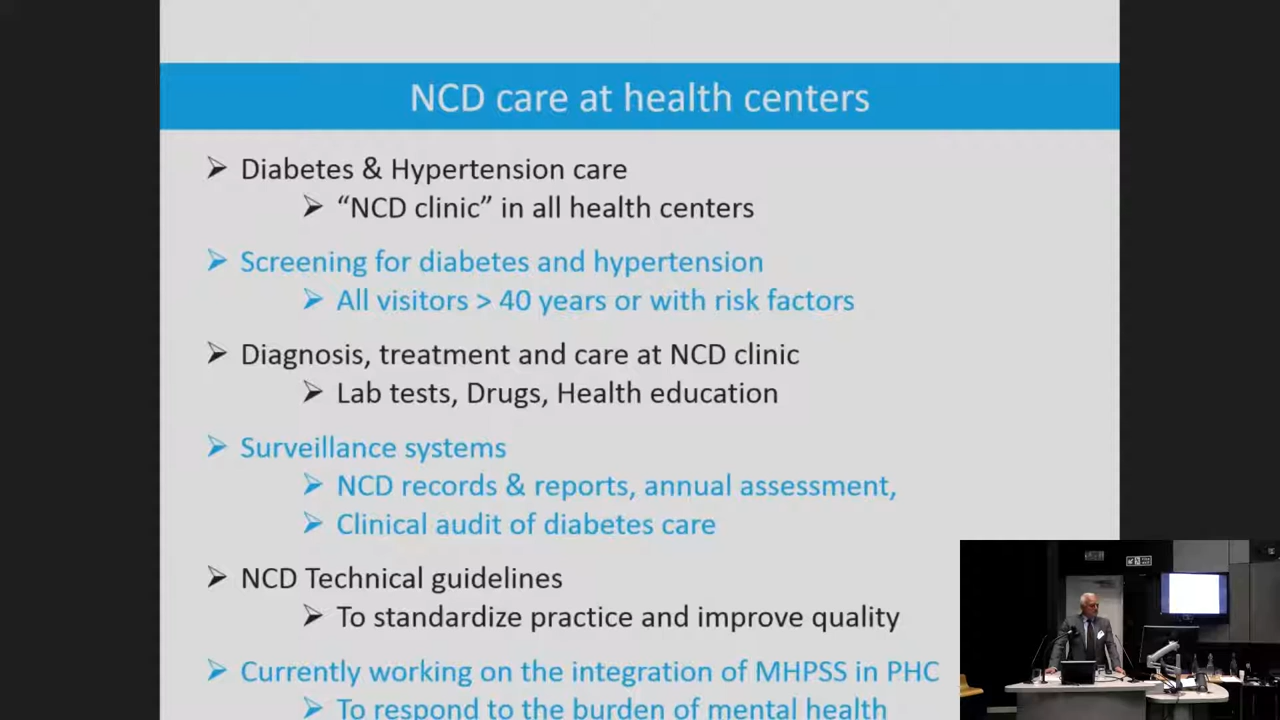 NCD care at health centers
➢ Diabetes & Hypertension care
➢ “NCD clinic” in all health centers
➢ Screening for diabetes and hypertension
➢ All visitors > 40 years or with risk factors
➢ Diagnosis, treatment and care at NCD clinic
➢ Lab tests, Drugs, Health education
➢ Surveillance systems
➢ NCD records & reports, annual assessment,
➢ Clinical audit of diabetes care
➢ NCD Technical guidelines
➢ To standardize practice and improve quality
➢ Currently working on the integration of MHPSS in PHC
➢ To respond to the burden of mental health